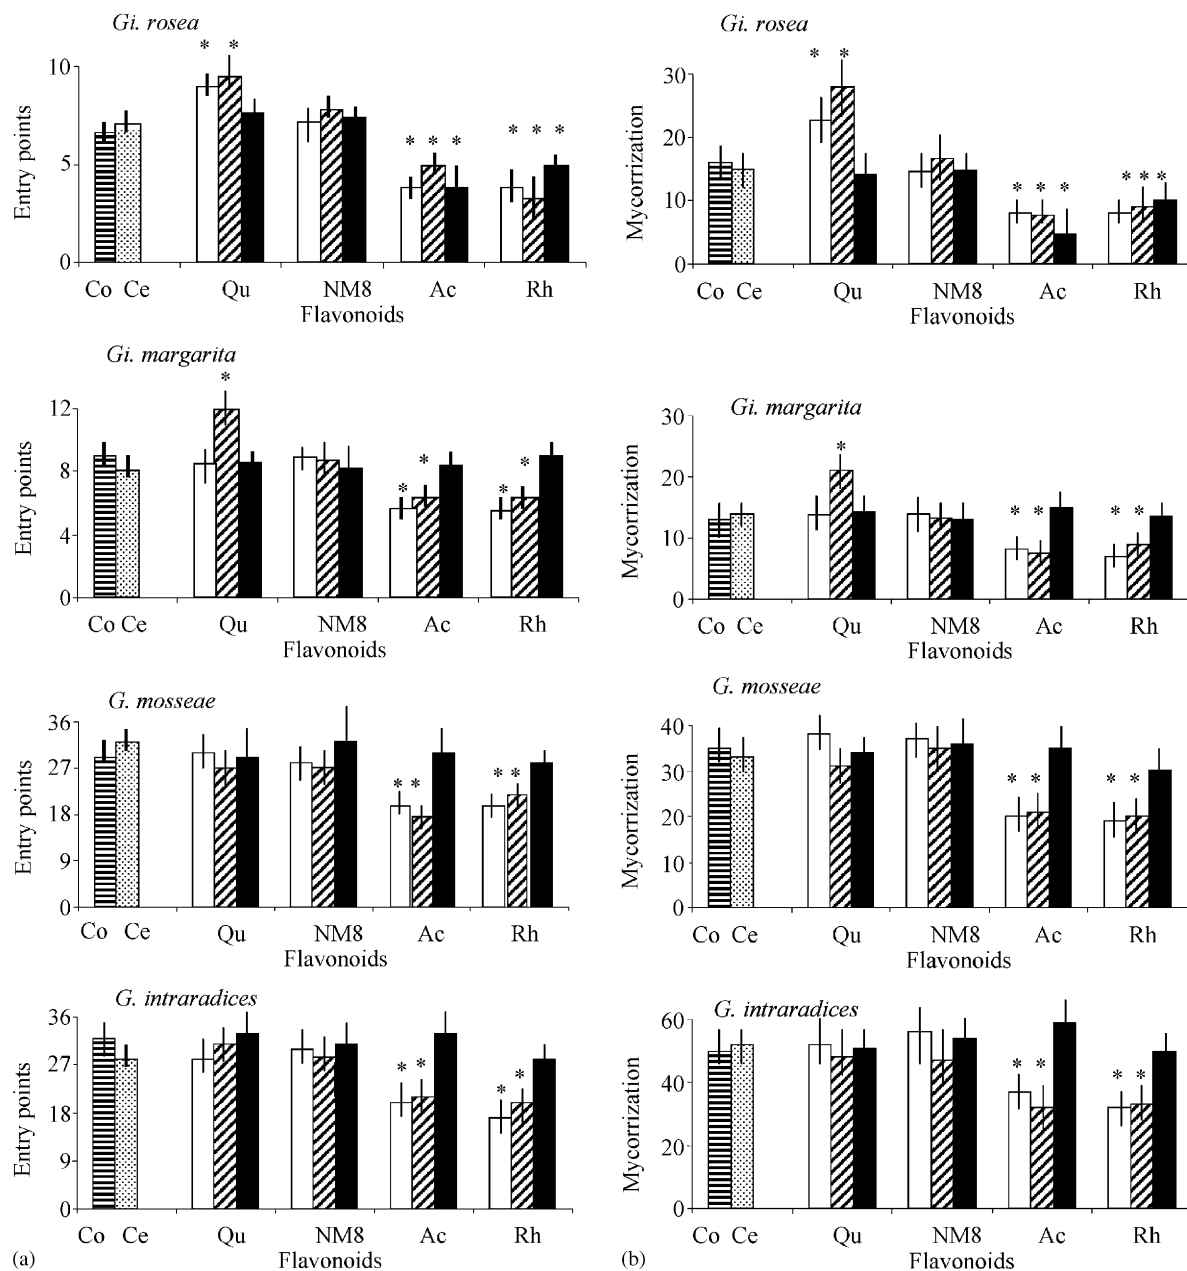 Gi. rosea
* *
10
* * *
* * *
5
0
Entry points
Co Ce Qu NM8 Ac Rh
Flavonoids
Gi. margarita
*
12
8
* *
* *
4
0
Entry points
Co Ce Qu NM8 Ac Rh
Flavonoids
G. mosseae
36
27
* * * *
18
9
0
Entry points
Co Ce Qu NM8 Ac Rh
Flavonoids
G. intraradices
36
27
* * * *
18
9
0
Entry points
Co Ce Qu NM8 Ac Rh
Flavonoids
(a)
Gi. rosea
* *
30
20
* * * * * *
10
0
Mycorrization
Co Ce Qu NM8 Ac Rh
Flavonoids
Gi. margarita
30
*
20
* * * *
10
0
Mycorrization
Co Ce Qu NM8 Ac Rh
Flavonoids
G. mosseae
40
30
* * * *
20
10
0
Mycorrization
Co Ce Qu NM8 Ac Rh
Flavonoids
G. intraradices
60
* * * *
40
20
0
Mycorrization
Co Ce Qu NM8 Ac Rh
Flavonoids
(b)